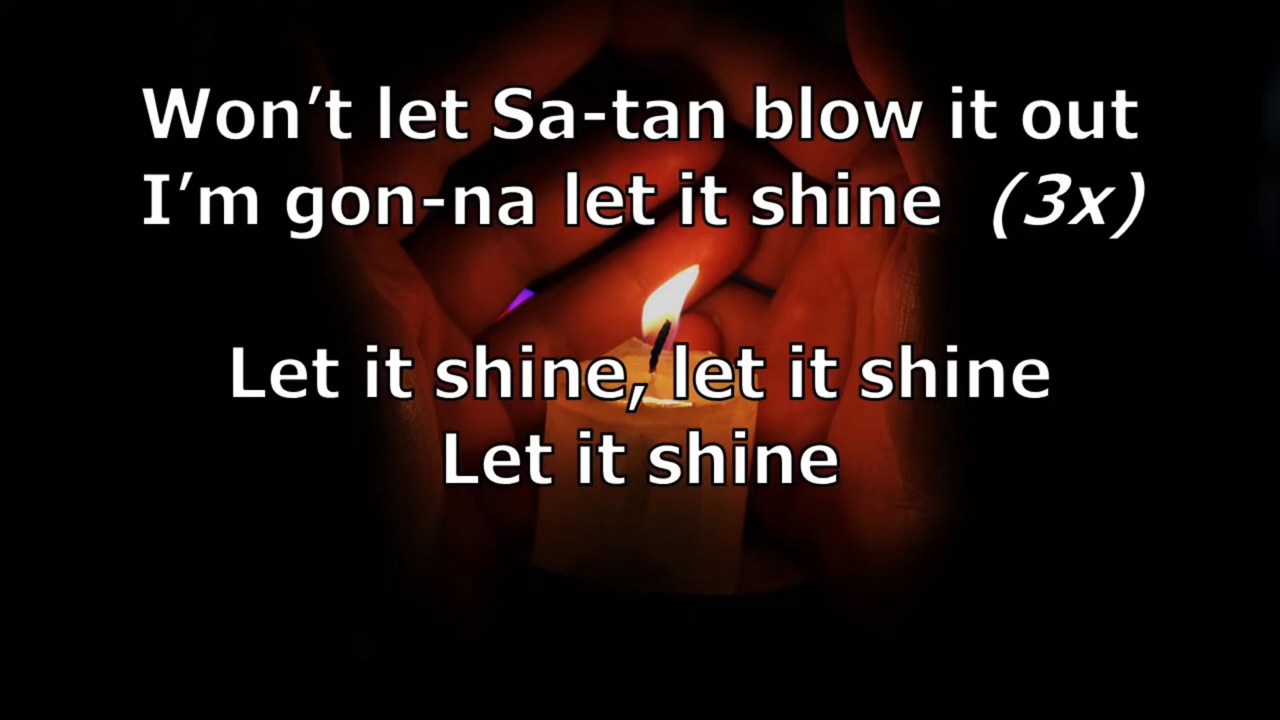 Won’t let Sa-tan blow it out
I’m gon-na let it shine (3x)
Let it shine, let it shine
Let it shine